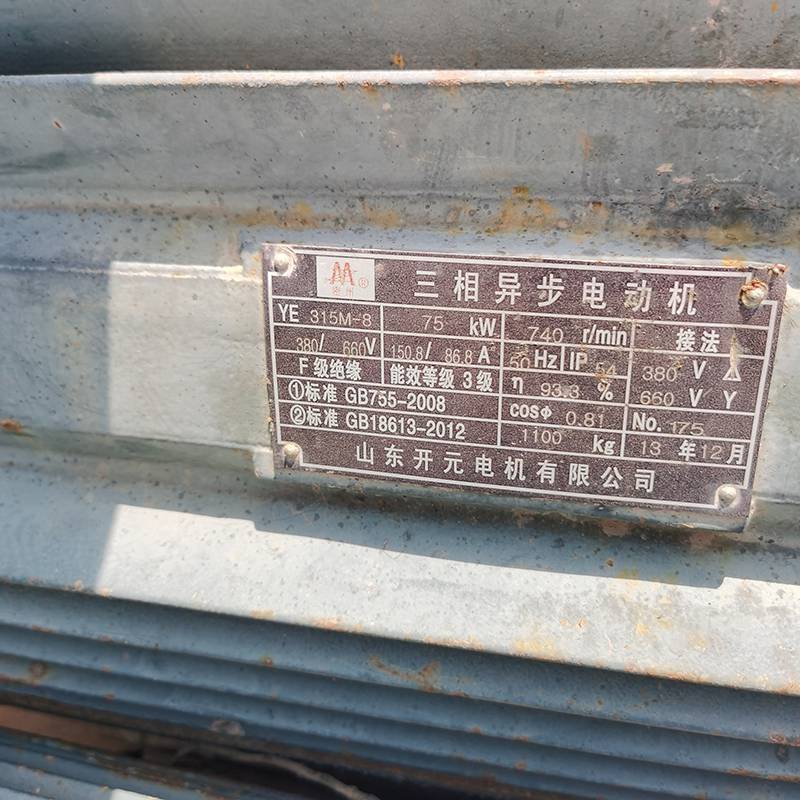 三相异步电动机
YE 315M-8 75 kW 740 r/min 接法
380/ 660V 150.8/ 86.8 A 50 Hz IP 54 380 V △
F级绝缘 能效等级 3级 η 93.3 % 660 V Y
①标准 GB755-2008 cosΦ 0.81 No. 175
②标准 GB18613-2012 1100 kg 13 年 12 月
山东开元电机有限公司